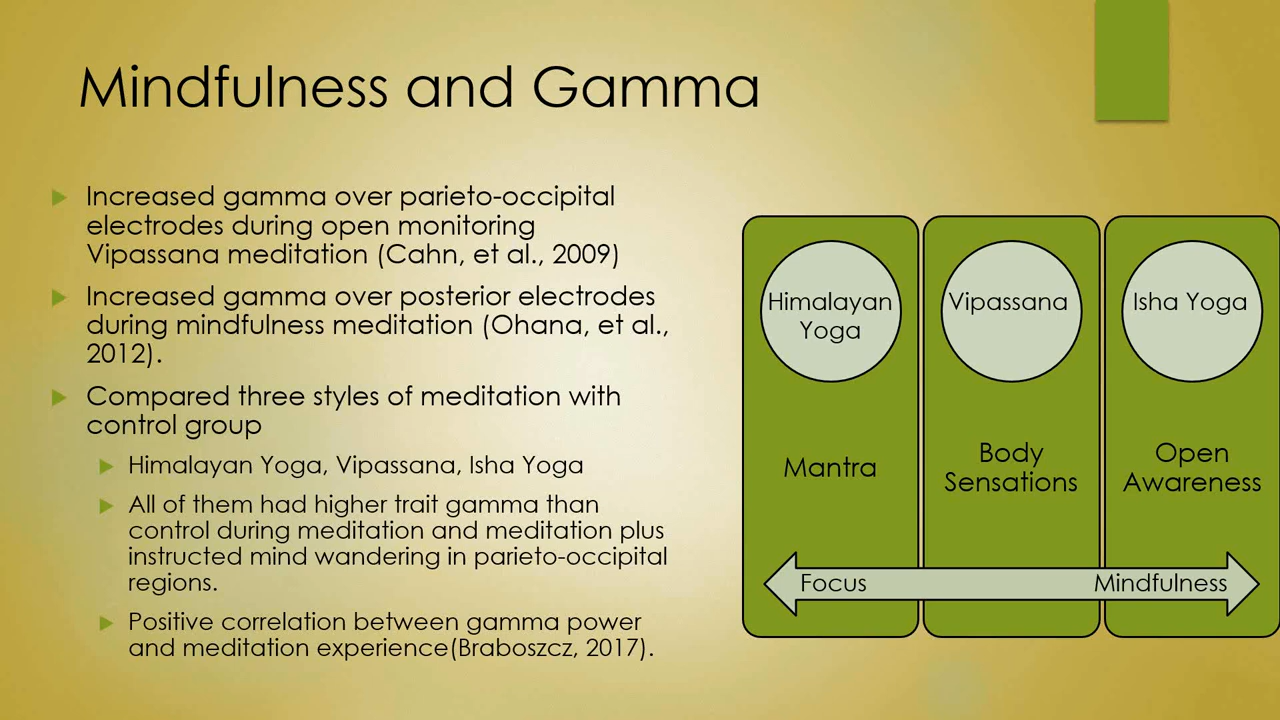 Mindfulness and Gamma
Increased gamma over parieto-occipital
electrodes during open monitoring
Vipassana meditation (Cahn, et al., 2009)
Increased gamma over posterior electrodes
during mindfulness meditation (Ohana, et al.,
2012).
Compared three styles of meditation with
control group
Himalayan Yoga, Vipassana, Isha Yoga
All of them had higher trait gamma than
control during meditation and meditation plus
instructed mind wandering in parieto-occipital
regions.
Positive correlation between gamma power
and meditation experience(Braboszcz, 2017).
Himalayan
Yoga
Mantra
Vipassana
Body
Sensations
Isha Yoga
Open
Awareness
Focus
Mindfulness